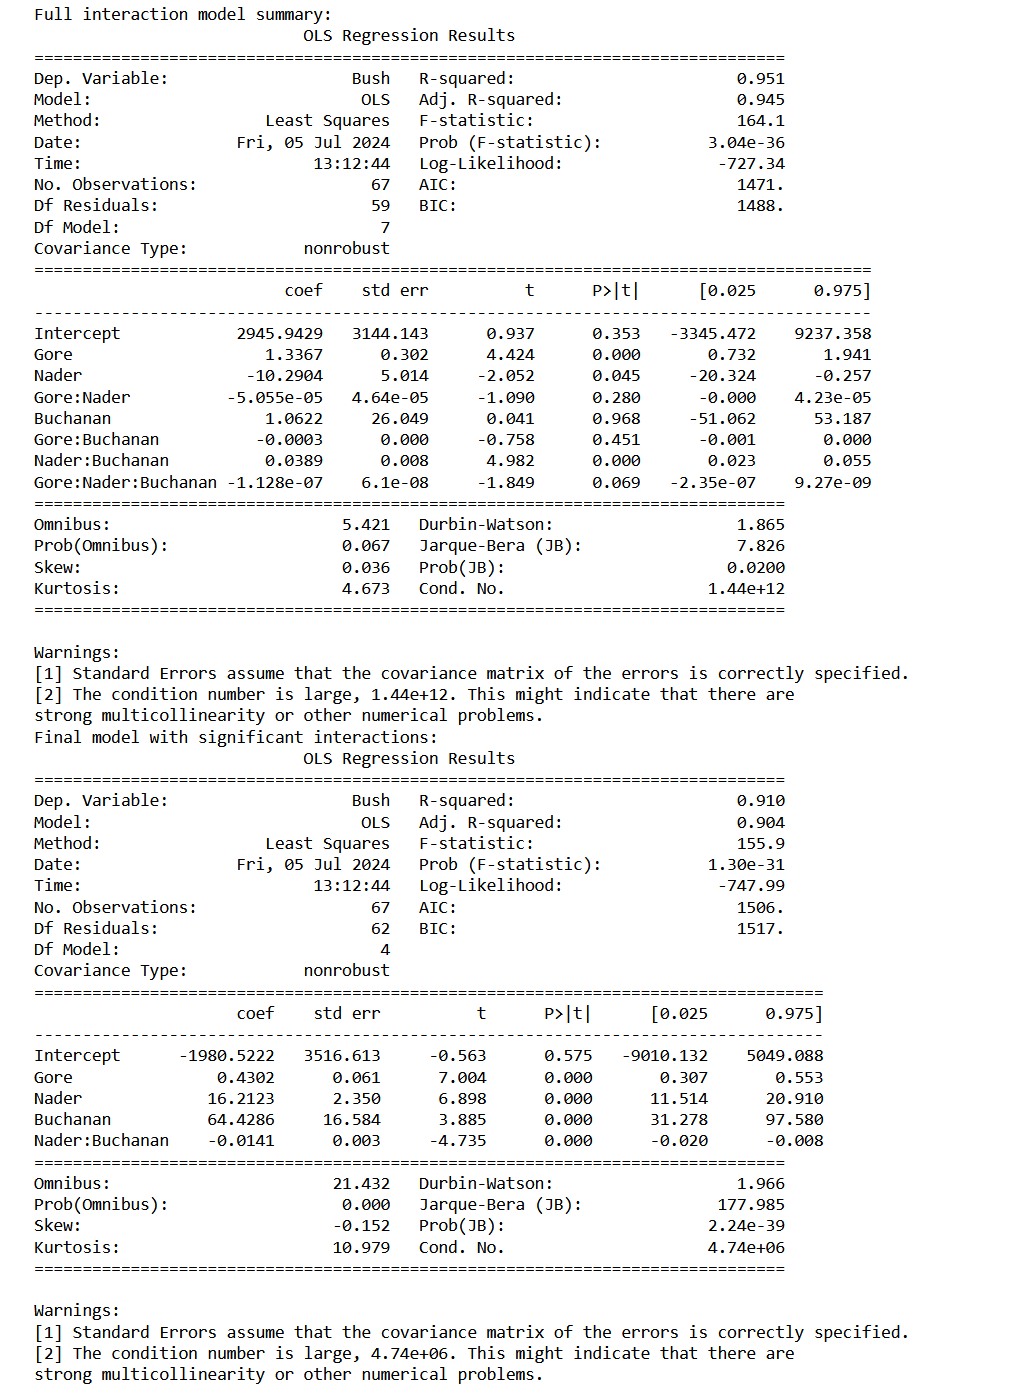 Full interaction model summary:
                            OLS Regression Results
==============================================================================
Dep. Variable:                   Bush   R-squared:                       0.951
Model:                            OLS   Adj. R-squared:                  0.945
Method:                 Least Squares   F-statistic:                     164.1
Date:                Fri, 05 Jul 2024   Prob (F-statistic):           3.04e-36
Time:                        13:12:44   Log-Likelihood:                -727.34
No. Observations:                  67   AIC:                             1471.
Df Residuals:                      59   BIC:                             1488.
Df Model:                           7
Covariance Type:            nonrobust
=======================================================================================
                          coef    std err          t      P>|t|      [0.025      0.975]
---------------------------------------------------------------------------------------
Intercept            2945.9429   3144.143      0.937      0.353   -3345.472    9237.358
Gore                    1.3367      0.302      4.424      0.000       0.732       1.941
Nader                 -10.2904      5.014     -2.052      0.045     -20.324      -0.257
Gore:Nader          -5.055e-05   4.64e-05     -1.090      0.280      -0.000    4.23e-05
Buchanan                1.0622     26.049      0.041      0.968     -51.062      53.187
Gore:Buchanan          -0.0003      0.000     -0.758      0.451      -0.001       0.000
Nader:Buchanan          0.0389      0.008      4.982      0.000       0.023       0.055
Gore:Nader:Buchanan -1.128e-07    6.1e-08     -1.849      0.069   -2.35e-07    9.27e-09
==============================================================================
Omnibus:                        5.421   Durbin-Watson:                   1.865
Prob(Omnibus):                  0.067   Jarque-Bera (JB):                7.826
Skew:                           0.036   Prob(JB):                       0.0200
Kurtosis:                       4.673   Cond. No.                     1.44e+12
==============================================================================
Warnings:
[1] Standard Errors assume that the covariance matrix of the errors is correctly specified.
[2] The condition number is large, 1.44e+12. This might indicate that there are
strong multicollinearity or other numerical problems.
Final model with significant interactions:
                            OLS Regression Results
==============================================================================
Dep. Variable:                   Bush   R-squared:                       0.910
Model:                            OLS   Adj. R-squared:                  0.904
Method:                 Least Squares   F-statistic:                     155.9
Date:                Fri, 05 Jul 2024   Prob (F-statistic):           1.30e-31
Time:                        13:12:44   Log-Likelihood:                -747.99
No. Observations:                  67   AIC:                             1506.
Df Residuals:                      62   BIC:                             1517.
Df Model:                           4
Covariance Type:            nonrobust
==================================================================================
                     coef    std err          t      P>|t|      [0.025      0.975]
----------------------------------------------------------------------------------
Intercept      -1980.5222   3516.613     -0.563      0.575   -9010.132    5049.088
Gore               0.4302      0.061      7.004      0.000       0.307       0.553
Nader             16.2123      2.350      6.898      0.000      11.514      20.910
Buchanan          64.4286     16.584      3.885      0.000      31.278      97.580
Nader:Buchanan    -0.0141      0.003     -4.735      0.000      -0.020      -0.008
==============================================================================
Omnibus:                       21.432   Durbin-Watson:                   1.966
Prob(Omnibus):                  0.000   Jarque-Bera (JB):              177.985
Skew:                          -0.152   Prob(JB):                     2.24e-39
Kurtosis:                      10.979   Cond. No.                     4.74e+06
==============================================================================
Warnings:
[1] Standard Errors assume that the covariance matrix of the errors is correctly specified.
[2] The condition number is large, 4.74e+06. This might indicate that there are
strong multicollinearity or other numerical problems.